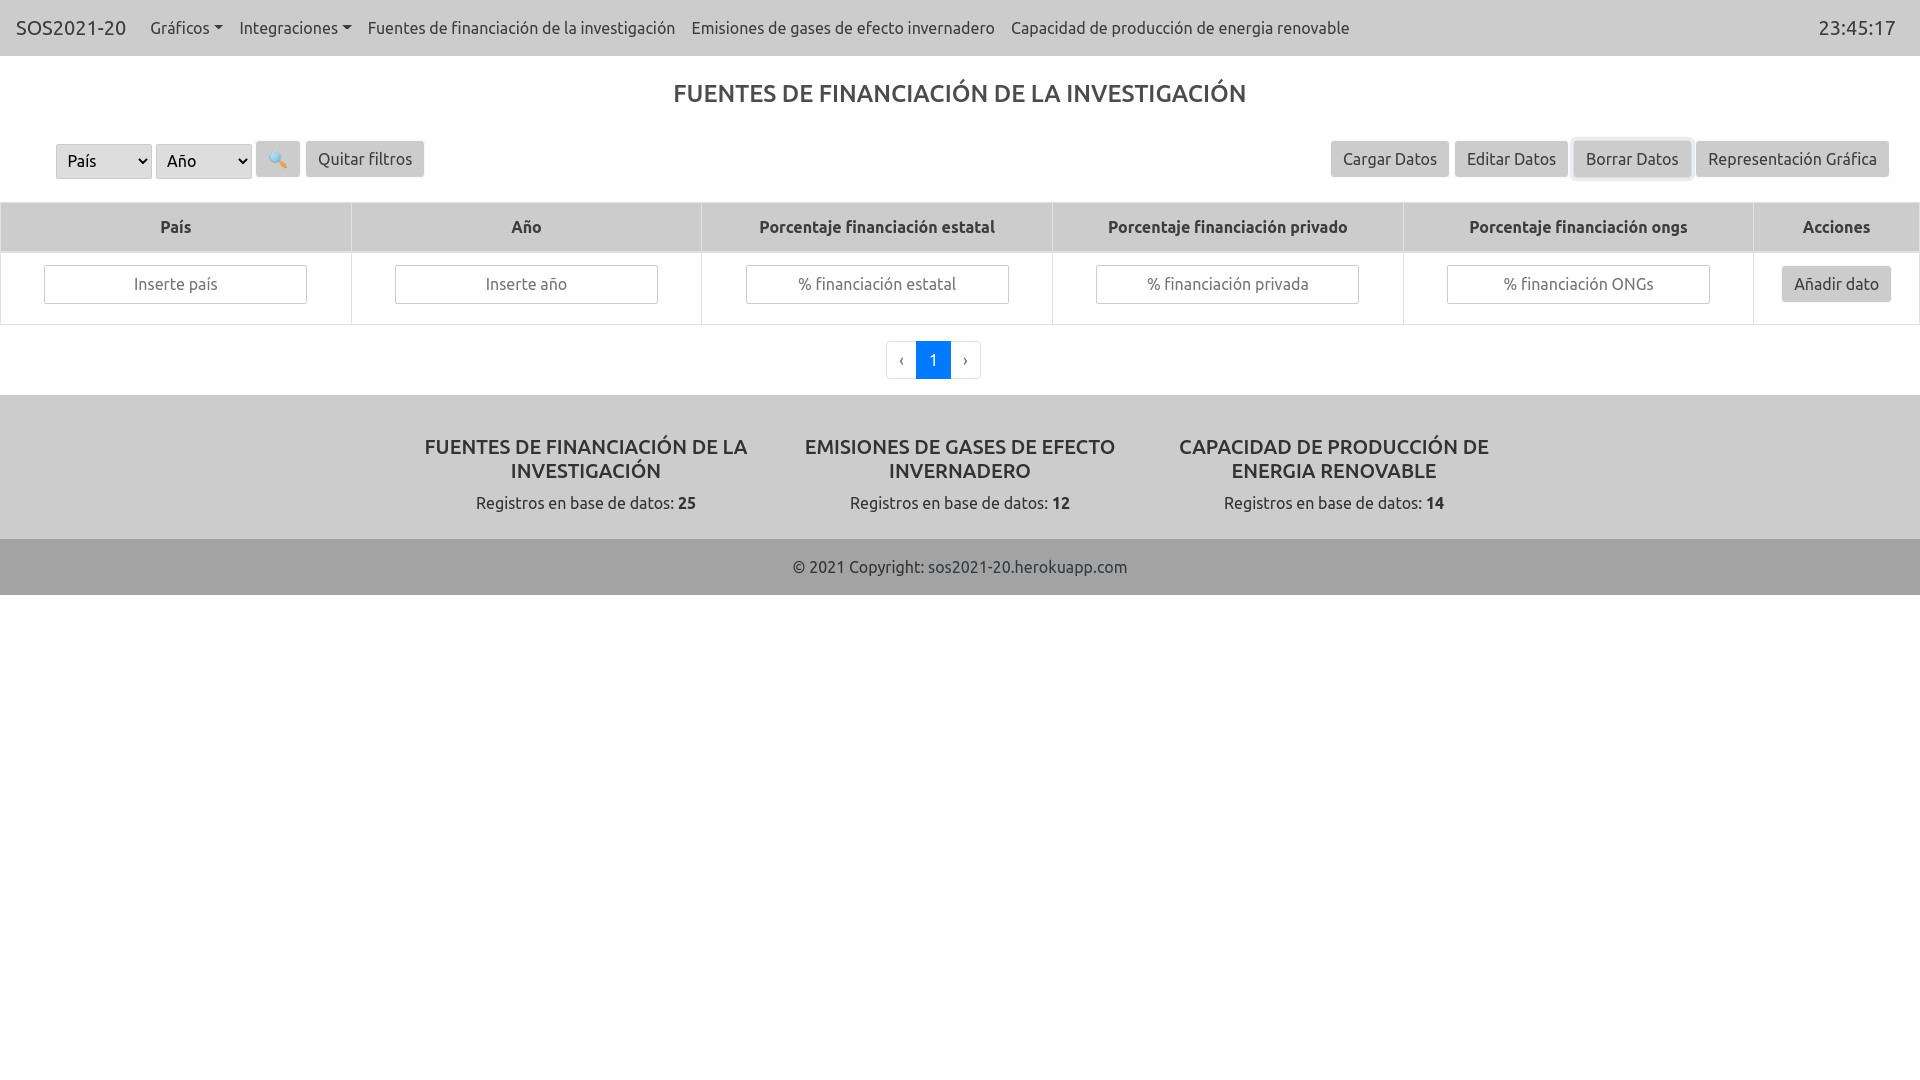 SOS2021-20 Gráficos Integraciones Fuentes de financiación de la investigación Emisiones de gases de efecto invernadero Capacidad de producción de energia renovable 23:45:17
FUENTES DE FINANCIACIÓN DE LA INVESTIGACIÓN
País Año Quitar filtros Cargar Datos Editar Datos Borrar Datos Representación Gráfica
País Año Porcentaje financiación estatal Porcentaje financiación privado Porcentaje financiación ongs Acciones
Inserte país Inserte año % financiación estatal % financiación privada % financiación ONGs Añadir dato
‹ 1 ›
FUENTES DE FINANCIACIÓN DE LA INVESTIGACIÓN
Registros en base de datos: 25
EMISIONES DE GASES DE EFECTO INVERNADERO
Registros en base de datos: 12
CAPACIDAD DE PRODUCCIÓN DE ENERGIA RENOVABLE
Registros en base de datos: 14
© 2021 Copyright: sos2021-20.herokuapp.com